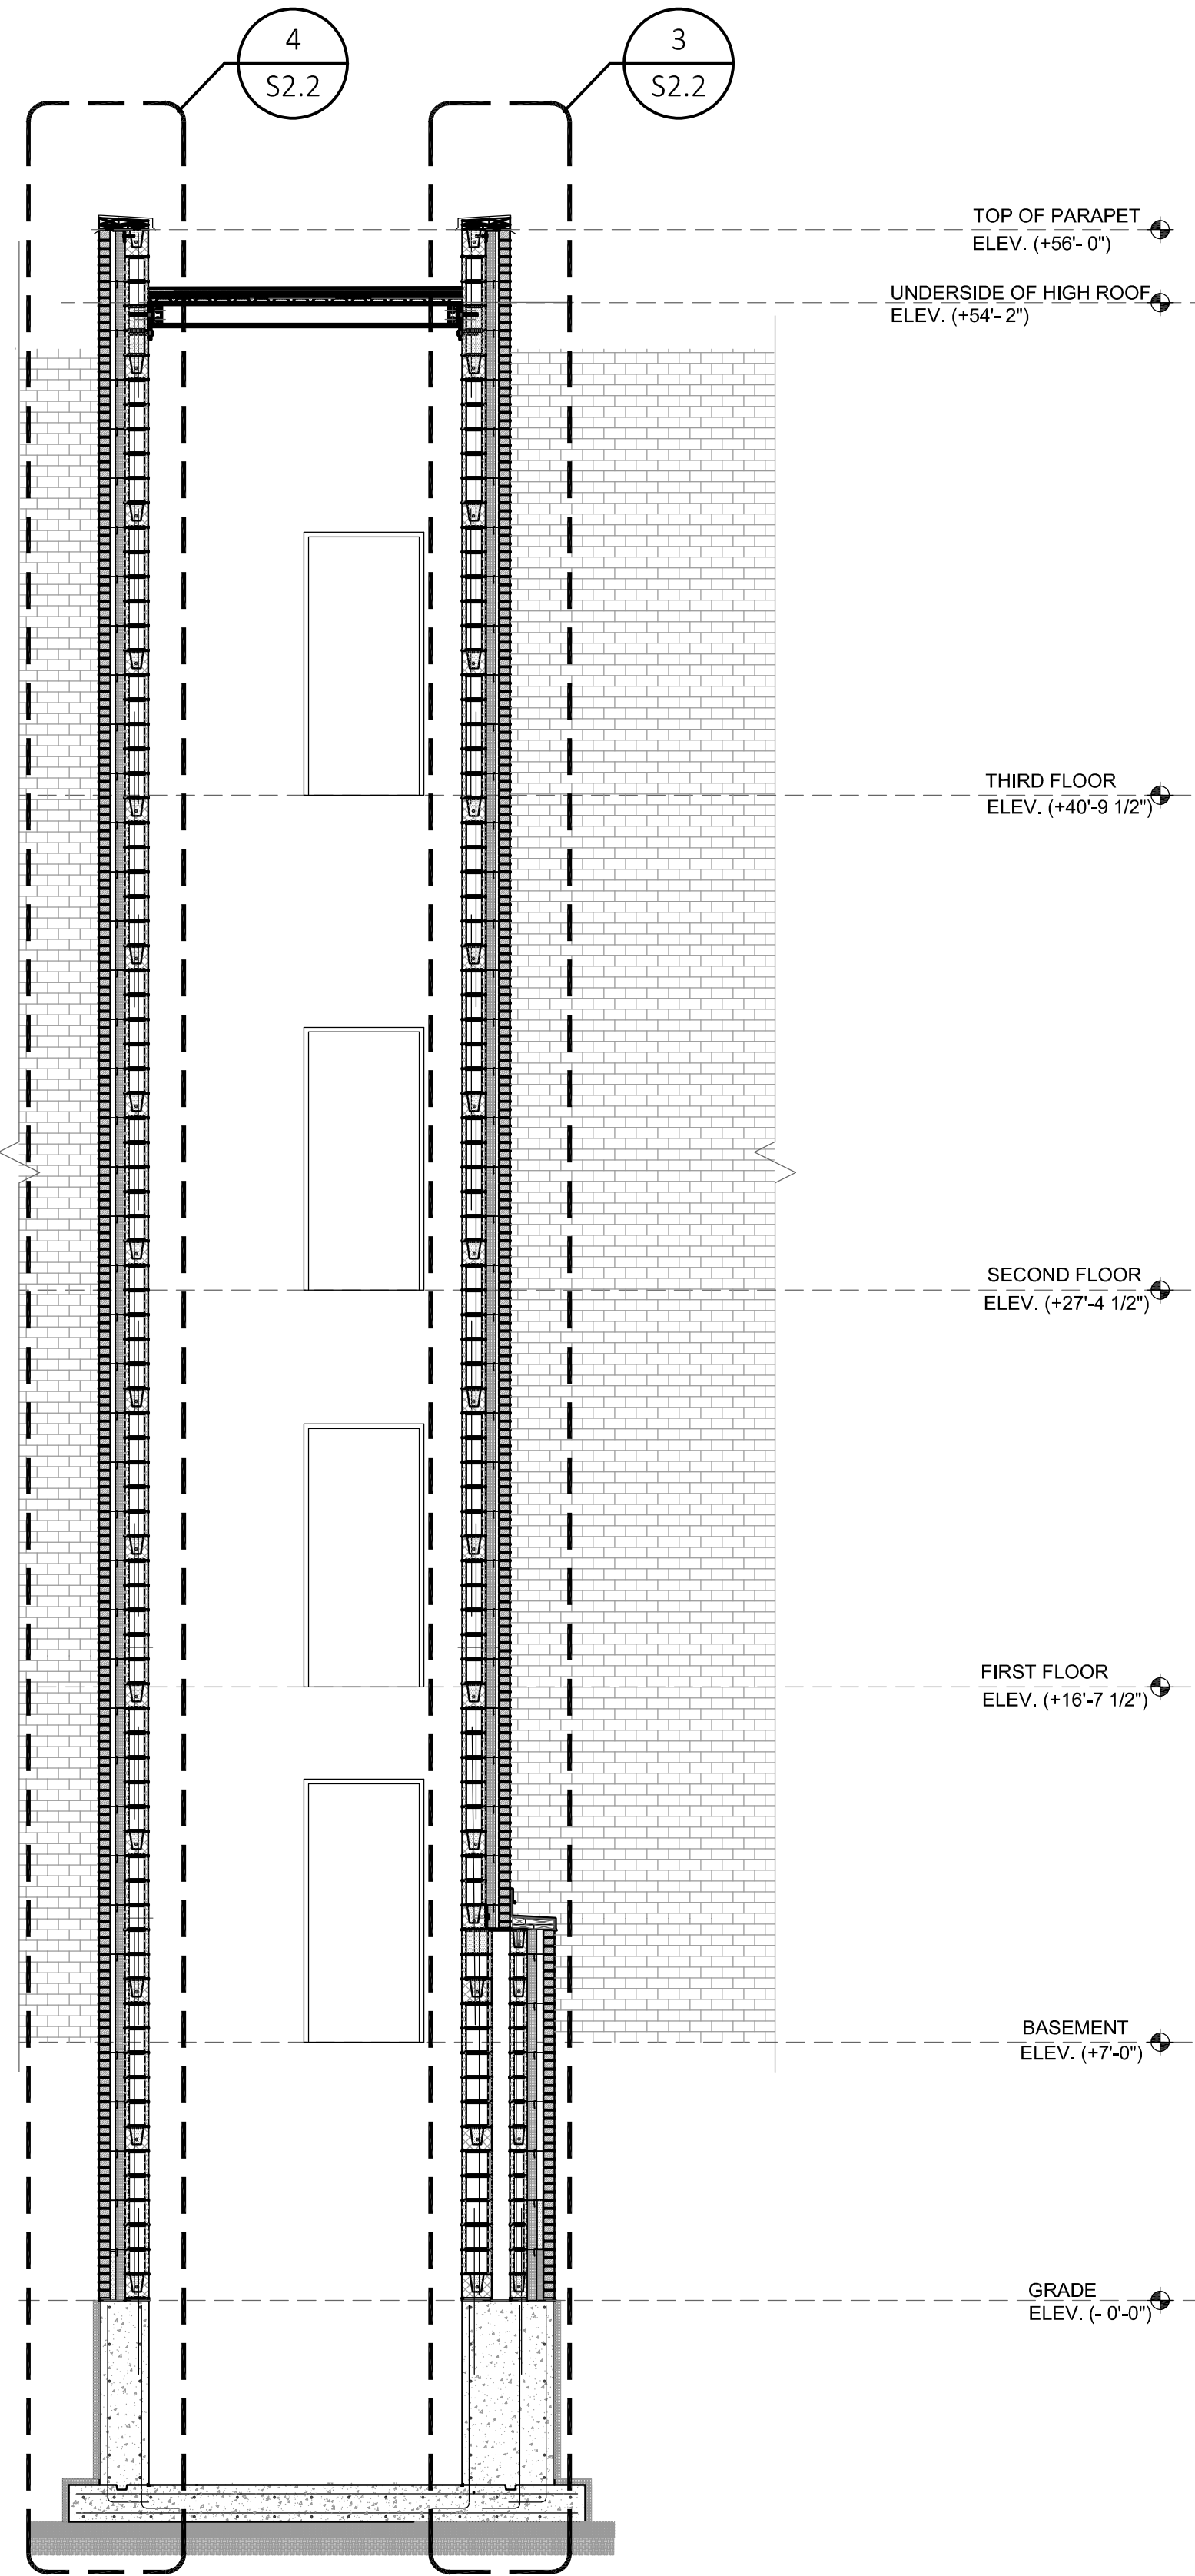 4
S2.2
3
S2.2
TOP OF PARAPET
ELEV. (+56'- 0")
UNDERSIDE OF HIGH ROOF
ELEV. (+54'- 2")
THIRD FLOOR
ELEV. (+40'-9 1/2")
SECOND FLOOR
ELEV. (+27'-4 1/2")
FIRST FLOOR
ELEV. (+16'-7 1/2")
BASEMENT
ELEV. (+7'-0")
GRADE
ELEV. (- 0'-0")